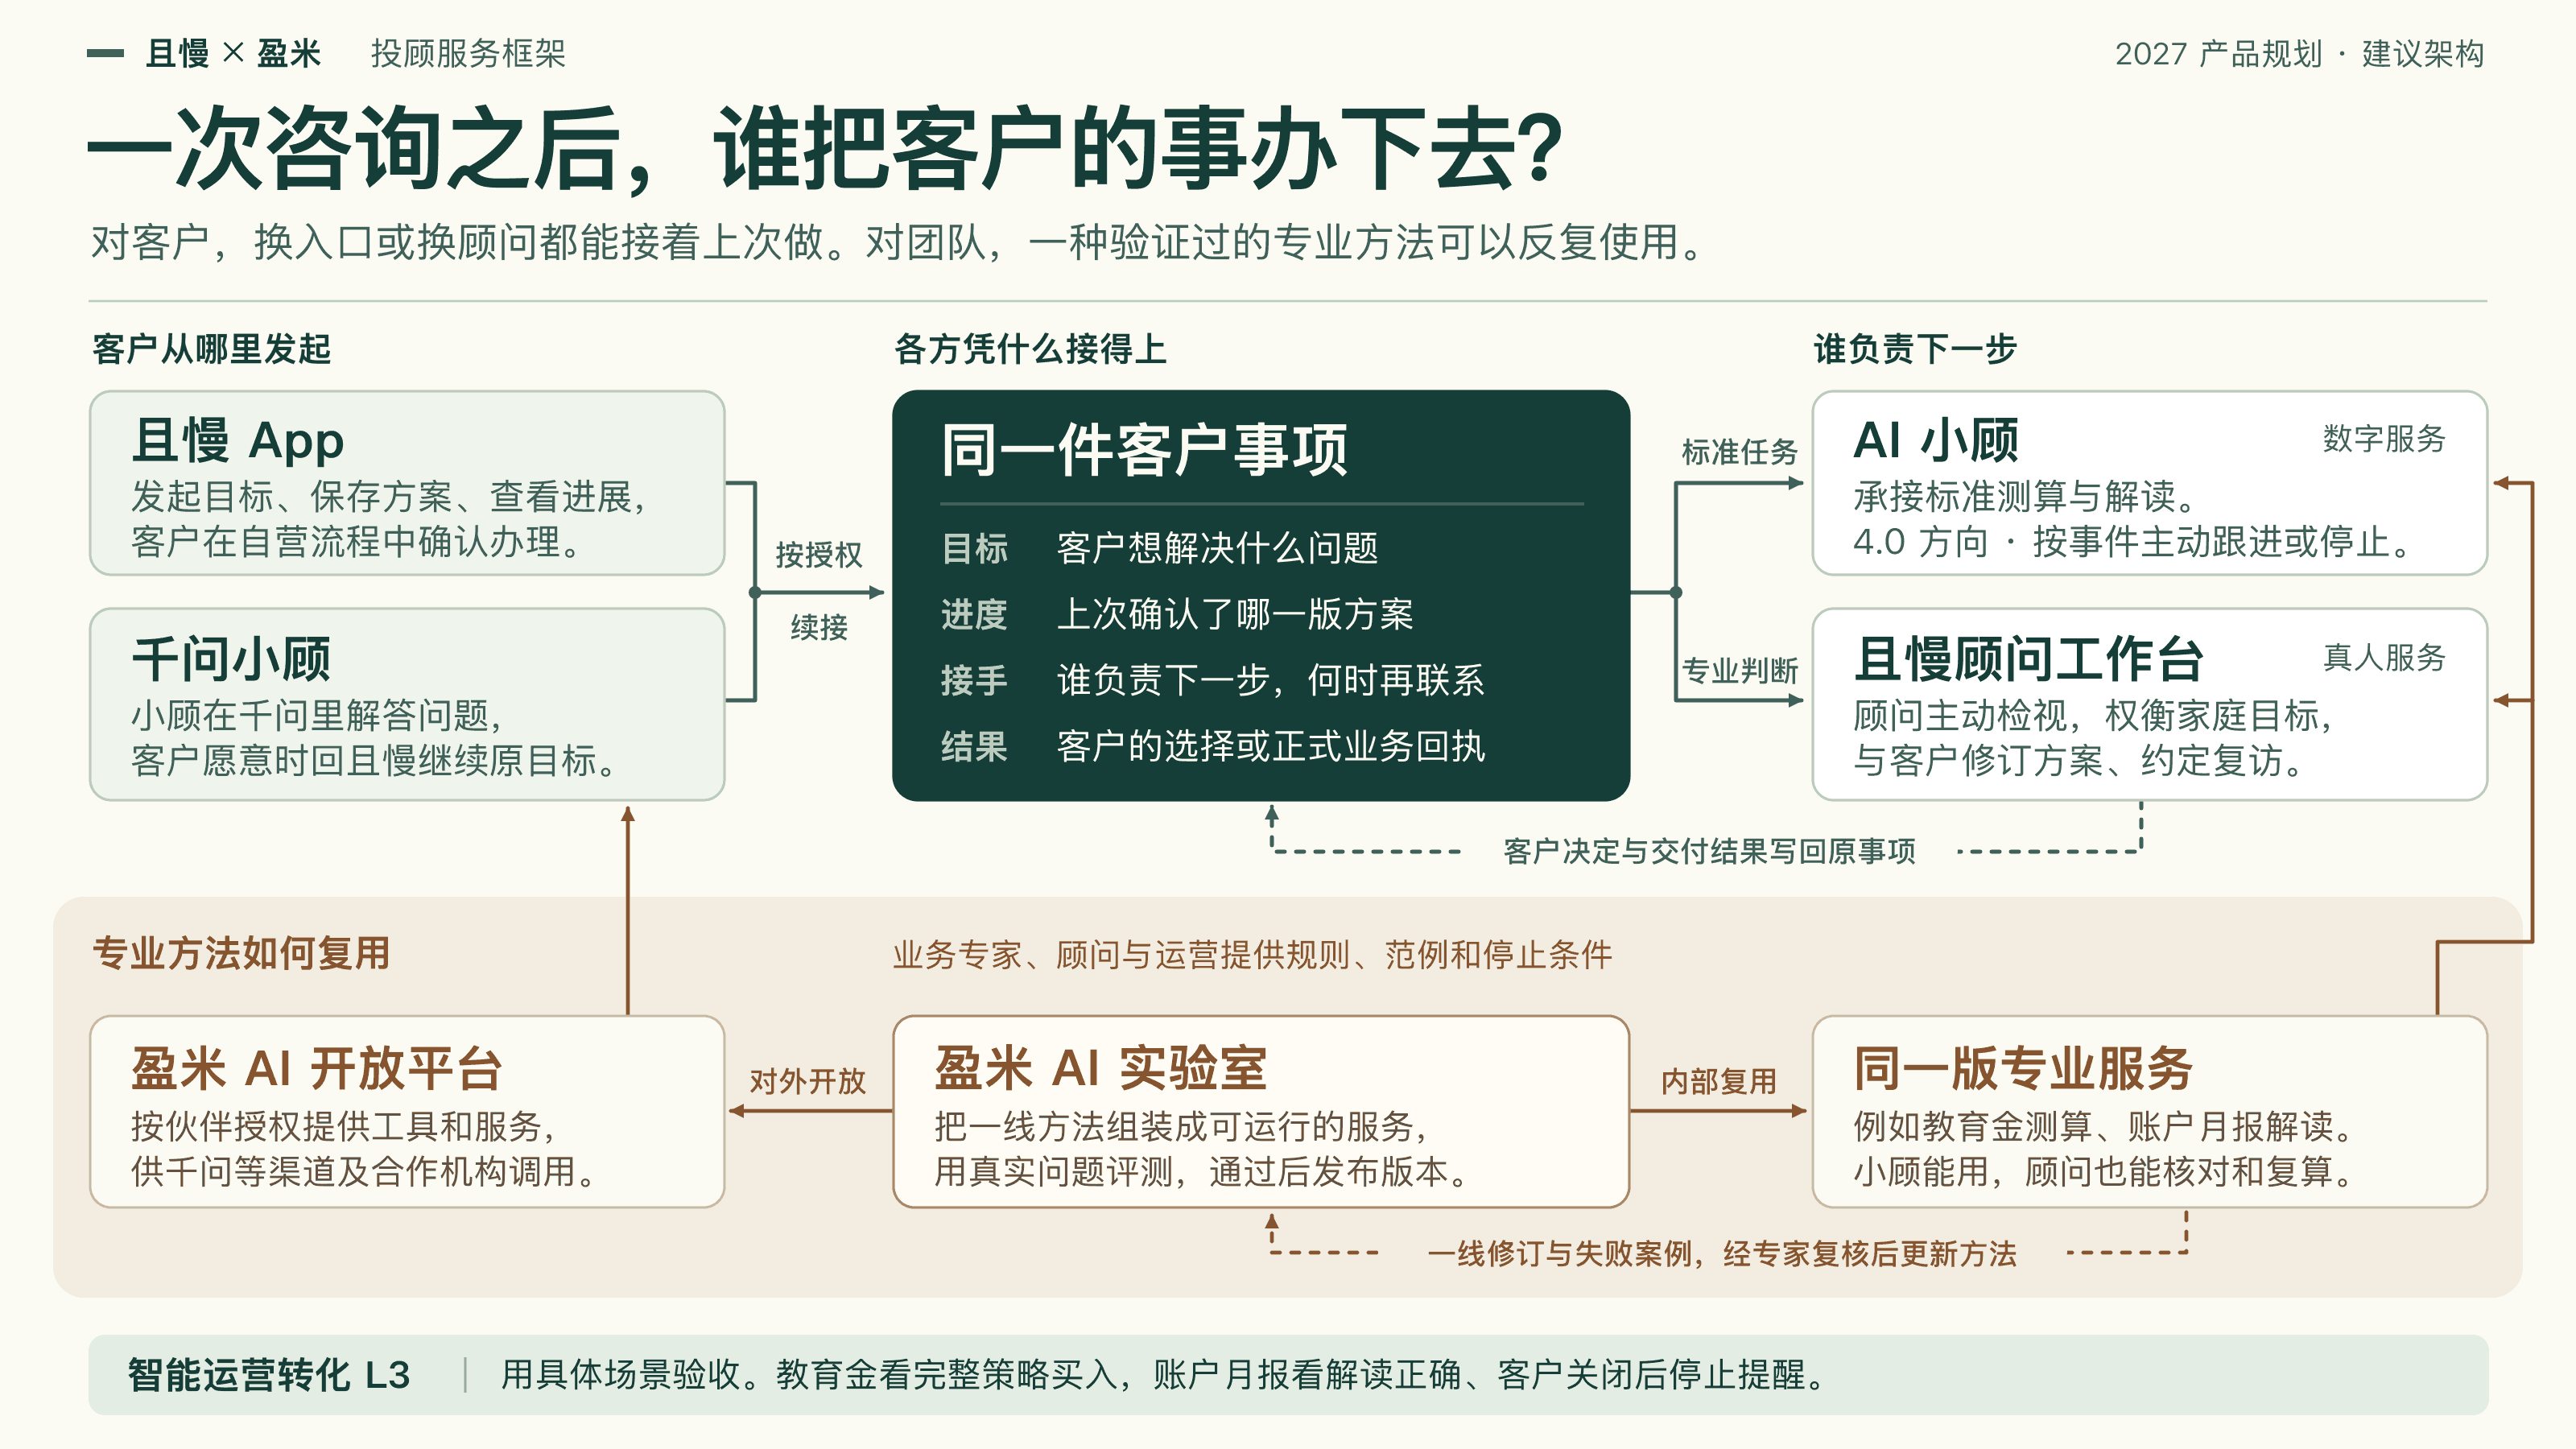 且慢 × 盈米 投顾服务框架
2027 产品规划 · 建议架构
一次咨询之后，谁把客户的事办下去?
对客户，换入口或换顾问都能接着上次做。对团队，一种验证过的专业方法可以反复使用。
客户从哪里发起
且慢 App
发起目标、保存方案、查看进展，
客户在自营流程中确认办理。
千问小顾
小顾在千问里解答问题，
客户愿意时回且慢继续原目标。
按授权
续接
各方凭什么接得上
同一件客户事项
目标 客户想解决什么问题
进度 上次确认了哪一版方案
接手 谁负责下一步，何时再联系
结果 客户的选择或正式业务回执
标准任务
专业判断
谁负责下一步
AI 小顾 数字服务
承接标准测算与解读。
4.0 方向 · 按事件主动跟进或停止。
且慢顾问工作台 真人服务
顾问主动检视，权衡家庭目标，
与客户修订方案、约定复访。
客户决定与交付结果写回原事项
专业方法如何复用
业务专家、顾问与运营提供规则、范例和停止条件
盈米 AI 开放平台
按伙伴授权提供工具和服务，
供千问等渠道及合作机构调用。
对外开放
盈米 AI 实验室
把一线方法组装成可运行的服务，
用真实问题评测，通过后发布版本。
内部复用
同一版专业服务
例如教育金测算、账户月报解读。
小顾能用，顾问也能核对和复算。
一线修订与失败案例，经专家复核后更新方法
智能运营转化 L3 | 用具体场景验收。教育金看完整策略买入，账户月报看解读正确、客户关闭后停止提醒。